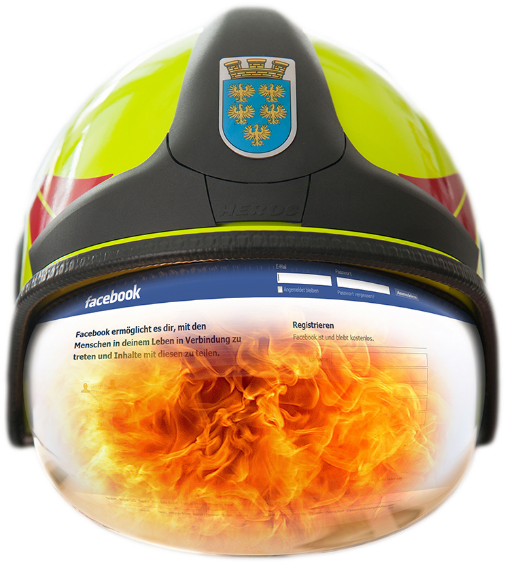 HEROS
facebook
E-Mail
Passwort
Angemeldet bleiben
Passwort vergessen?
Facebook ermöglicht es dir, mit den
Menschen in deinem Leben in Verbindung zu
treten und Inhalte mit diesen zu teilen.
Registrieren
Facebook ist und bleibt kostenlos.